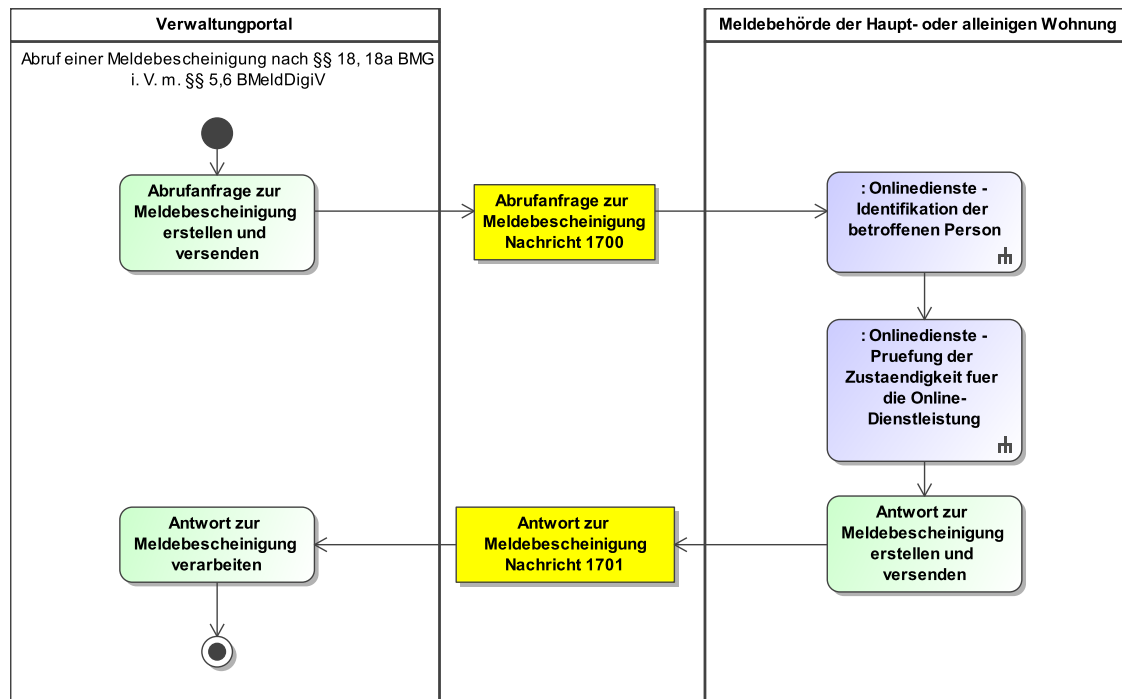 Verwaltungportal
Meldebehörde der Haupt- oder alleinigen Wohnung
Abruf einer Meldebescheinigung nach §§ 18, 18a BMG
i. V. m. §§ 5,6 BMeldDigiV
Abrufanfrage zur
Meldebescheinigung
erstellen und
versenden
Abrufanfrage zur
Meldebescheinigung
Nachricht 1700
: Onlinedienste -
Identifikation der
betroffenen Person
: Onlinedienste -
Pruefung der
Zustaendigkeit fuer
die Online-
Dienstleistung
Antwort zur
Meldebescheinigung
erstellen und
versenden
Antwort zur
Meldebescheinigung
Nachricht 1701
Antwort zur
Meldebescheinigung
verarbeiten